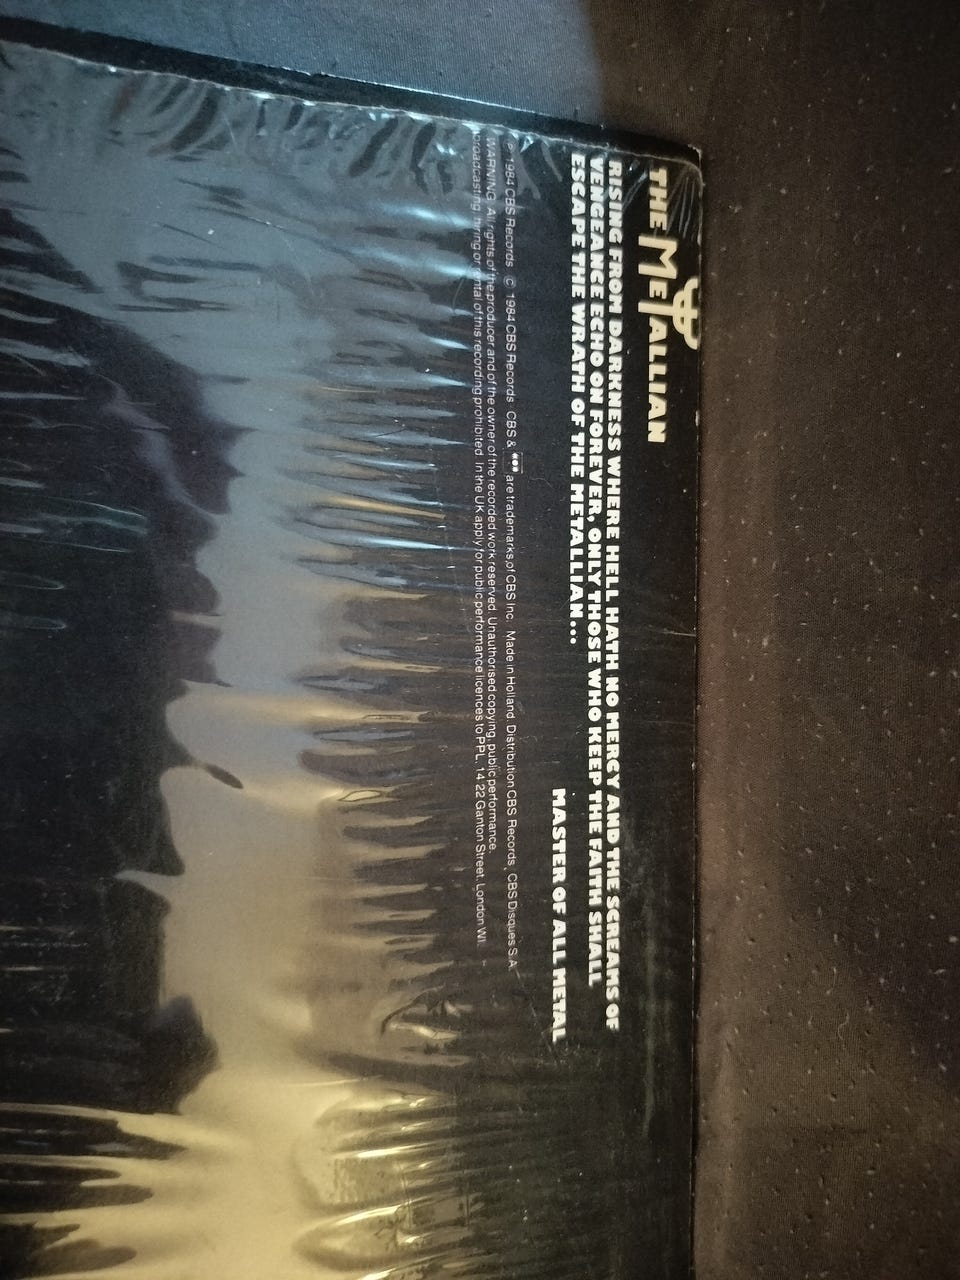 THE METALLIAN
RISING FROM DARKNESS WHERE HELL HATH NO MERCY AND THE SCREAMS OF
VENGEANCE ECHO ON FOREVER. ONLY THOSE WHO KEEP THE FAITH SHALL
ESCAPE THE WRATH OF THE METALLIAN...
MASTER OF ALL METAL
℗ 1984 CBS Records © 1984 CBS Records CBS & are trademarks of CBS Inc. Made in Holland. Distribution CBS Records, CBS Disques S.A.
WARNING: All rights of the producer and of the owner of the recorded work reserved. Unauthorised copying, public performance,
broadcasting, hiring or rental of this recording prohibited. In the UK apply for public performance licences to PPL, 14 22 Ganton Street, London W1.